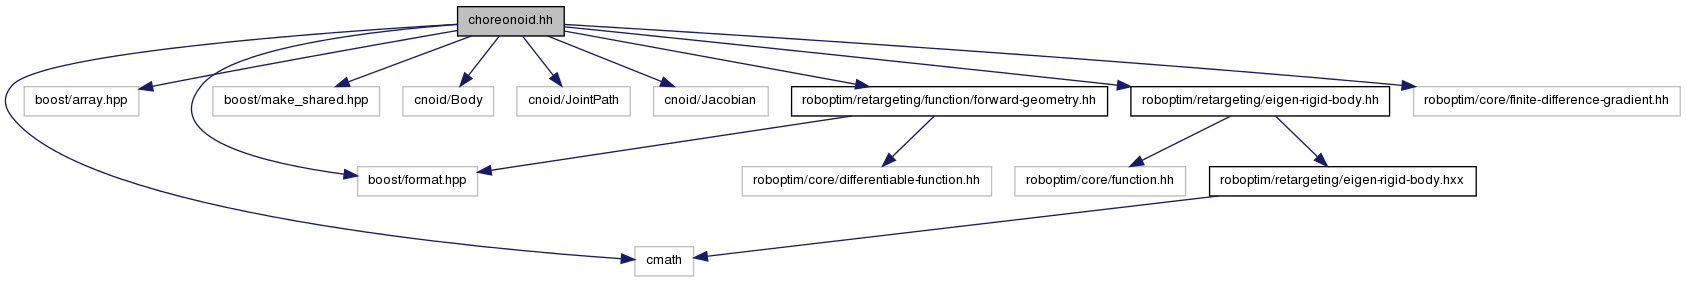 choreonoid.hh
boost/array.hpp
boost/make_shared.hpp
cnoid/Body
cnoid/JointPath
cnoid/Jacobian
roboptim/retargeting/function/forward-geometry.hh
roboptim/retargeting/eigen-rigid-body.hh
roboptim/core/finite-difference-gradient.hh
boost/format.hpp
roboptim/core/differentiable-function.hh
roboptim/core/function.hh
roboptim/retargeting/eigen-rigid-body.hxx
cmath